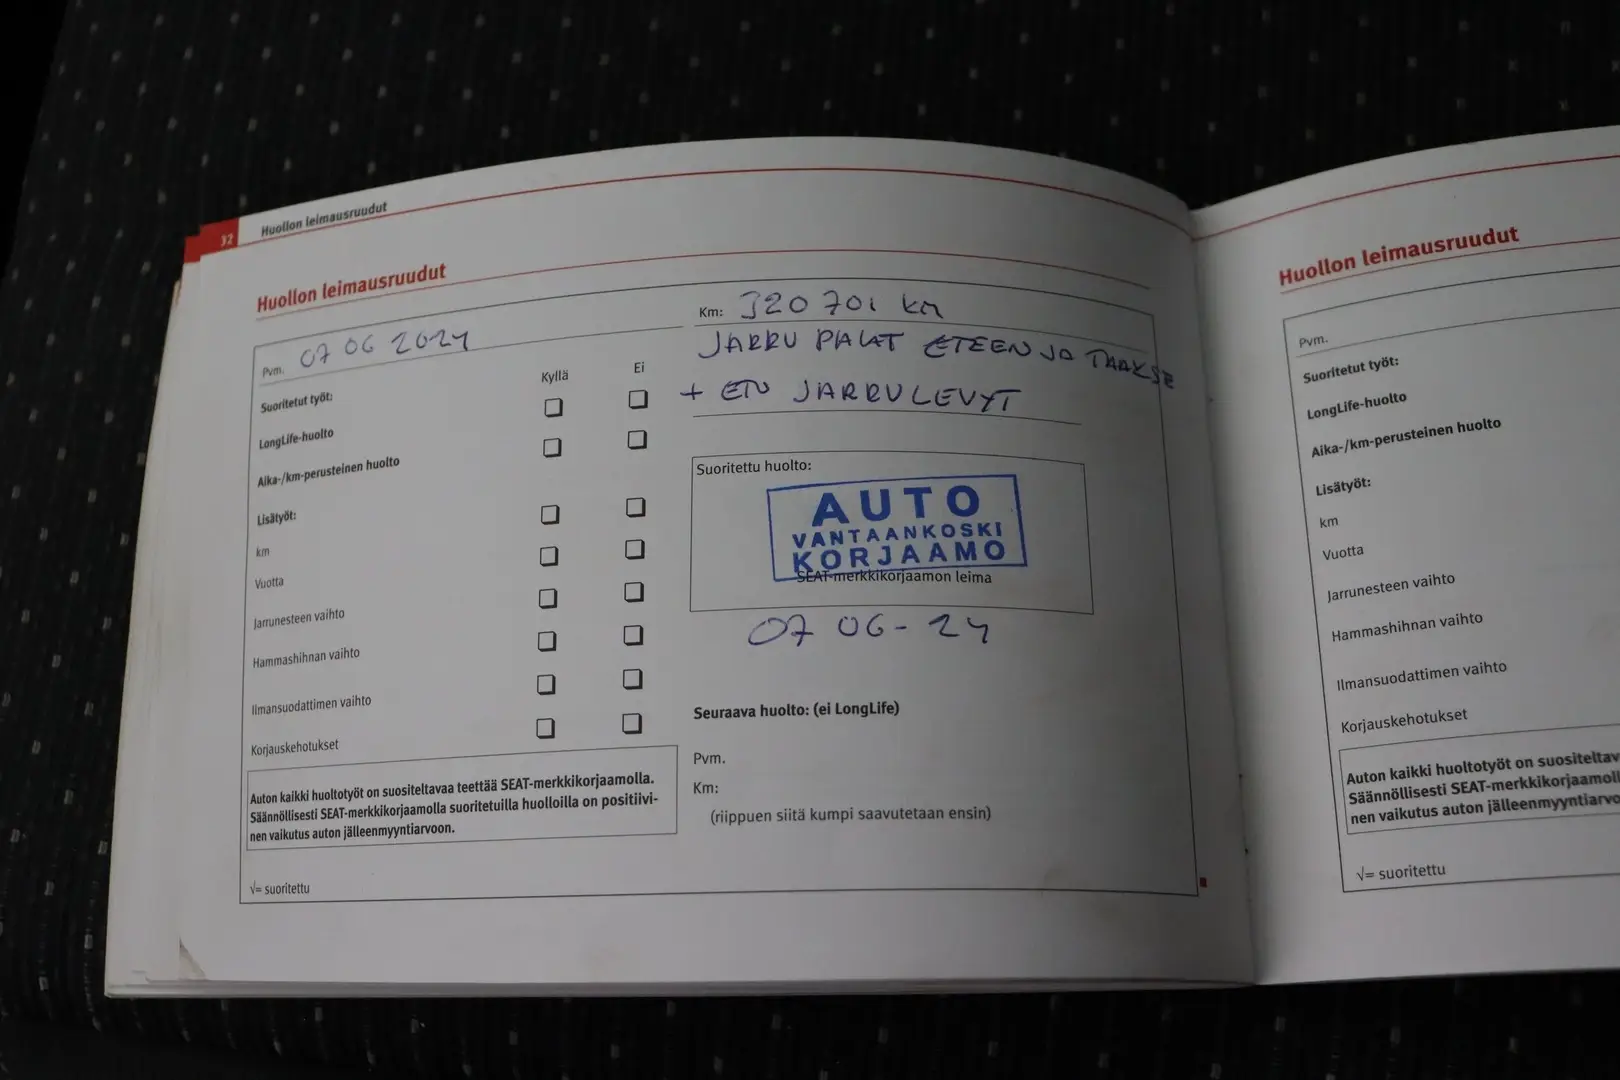 32 Huollon leimausruudut
Huollon leimausruudut
Pvm. 07 06 2024
Kyllä Ei
Suoritetut työt:
LongLife-huolto
Aika-/km-perusteinen huolto
Lisätyöt:
km
Vuotta
Jarrunesteen vaihto
Hammashihnan vaihto
Ilmansuodattimen vaihto
Korjauskehotukset
Auton kaikki huoltotyöt on suositeltavaa teettää SEAT-merkkikorjaamolla.
Säännöllisesti SEAT-merkkikorjaamolla suoritetuilla huolloilla on positiivi-
nen vaikutus auton jälleenmyyntiarvoon.
√= suoritettu
Km: 320 701 km
JARRU PALAT ETEEN JA TAAKSE
+ ETU JARRULEVYT
Suoritettu huolto:
AUTO
VANTAANKOSKI
KORJAAMO
SEAT-merkkikorjaamon leima
07 06- 24
Seuraava huolto: (ei LongLife)
Pvm.
Km:
(riippuen siitä kumpi saavutetaan ensin)
Huollon leimausruudut
Pvm.
Suoritetut työt:
LongLife-huolto
Aika-/km-perusteinen huolto
Lisätyöt:
km
Vuotta
Jarrunesteen vaihto
Hammashihnan vaihto
Ilmansuodattimen vaihto
Korjauskehotukset
Auton kaikki huoltotyöt on suositeltav
Säännöllisesti SEAT-merkkikorjaamoll
nen vaikutus auton jälleenmyyntiarvo
√= suoritettu